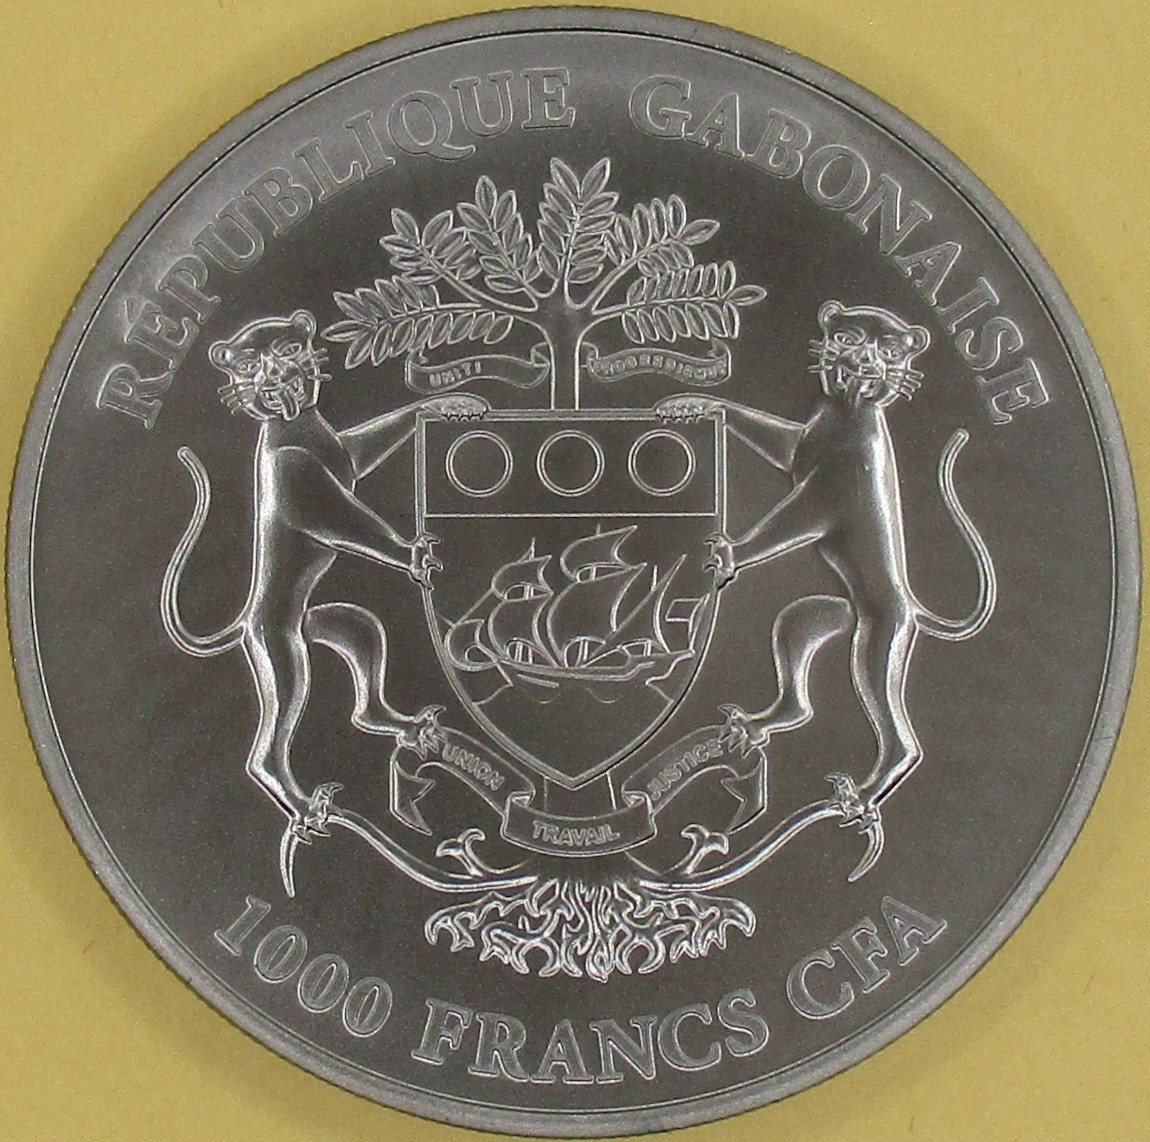 RÉPUBLIQUE GABONAISE
UNITI PROGREDIEMUR
UNION TRAVAIL JUSTICE
1000 FRANCS CFA